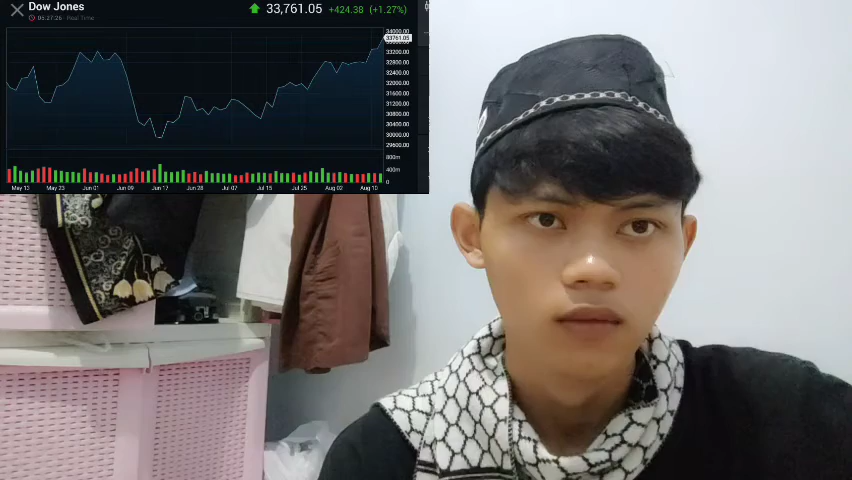 Dow Jones
33,761.05 +424.38 (+1.27%)
05:27:26 - Real Time
34000.00
33761.05
33200.00
32800.00
32400.00
32000.00
31600.00
31200.00
30800.00
30400.00
30000.00
29600.00
800m
400m
0
May 13 May 23 Jun 01 Jun 09 Jun 17 Jun 28 Jul 07 Jul 15 Jul 25 Aug 02 Aug 10